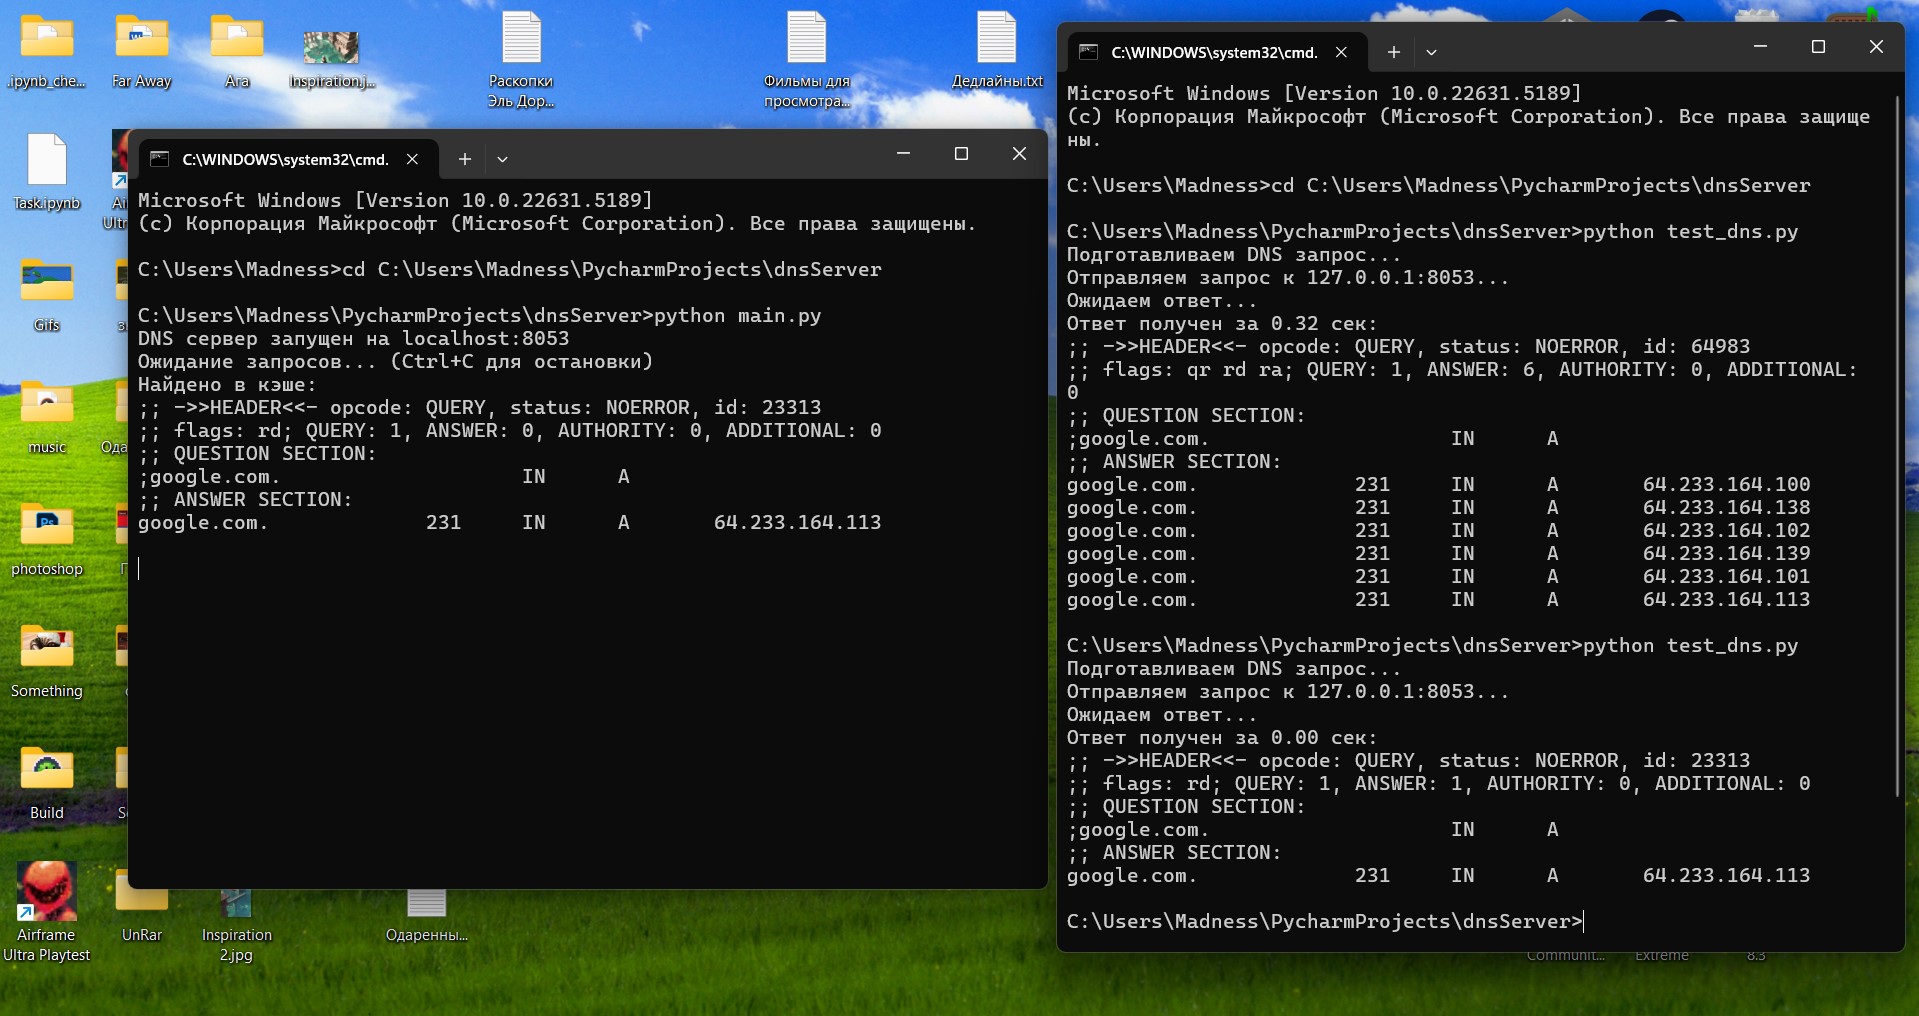 .ipynb_che...
Far Away
Ага
Inspiration.j...
Раскопки
Эль Дор...
Фильмы для
просмотра...
Дедлайны.txt
Task.ipynb
Gifs
music
photoshop
Something
Build
Airframe
Ultra Playtest
UnRar
Inspiration
2.jpg
Одаренны...
C:\WINDOWS\system32\cmd.
Microsoft Windows [Version 10.0.22631.5189]
(c) Корпорация Майкрософт (Microsoft Corporation). Все права защищены.
C:\Users\Madness>cd C:\Users\Madness\PycharmProjects\dnsServer
C:\Users\Madness\PycharmProjects\dnsServer>python main.py
DNS сервер запущен на localhost:8053
Ожидание запросов... (Ctrl+C для остановки)
Найдено в кэше:
;; ->>HEADER<<- opcode: QUERY, status: NOERROR, id: 23313
;; flags: rd; QUERY: 1, ANSWER: 0, AUTHORITY: 0, ADDITIONAL: 0
;; QUESTION SECTION:
;google.com. IN A
;; ANSWER SECTION:
google.com. 231 IN A 64.233.164.113
C:\WINDOWS\system32\cmd.
Microsoft Windows [Version 10.0.22631.5189]
(c) Корпорация Майкрософт (Microsoft Corporation). Все права защище
ны.
C:\Users\Madness>cd C:\Users\Madness\PycharmProjects\dnsServer
C:\Users\Madness\PycharmProjects\dnsServer>python test_dns.py
Подготавливаем DNS запрос...
Отправляем запрос к 127.0.0.1:8053...
Ожидаем ответ...
Ответ получен за 0.32 сек:
;; ->>HEADER<<- opcode: QUERY, status: NOERROR, id: 64983
;; flags: qr rd ra; QUERY: 1, ANSWER: 6, AUTHORITY: 0, ADDITIONAL:
0
;; QUESTION SECTION:
;google.com. IN A
;; ANSWER SECTION:
google.com. 231 IN A 64.233.164.100
google.com. 231 IN A 64.233.164.138
google.com. 231 IN A 64.233.164.102
google.com. 231 IN A 64.233.164.139
google.com. 231 IN A 64.233.164.101
google.com. 231 IN A 64.233.164.113
C:\Users\Madness\PycharmProjects\dnsServer>python test_dns.py
Подготавливаем DNS запрос...
Отправляем запрос к 127.0.0.1:8053...
Ожидаем ответ...
Ответ получен за 0.00 сек:
;; ->>HEADER<<- opcode: QUERY, status: NOERROR, id: 23313
;; flags: rd; QUERY: 1, ANSWER: 1, AUTHORITY: 0, ADDITIONAL: 0
;; QUESTION SECTION:
;google.com. IN A
;; ANSWER SECTION:
google.com. 231 IN A 64.233.164.113
C:\Users\Madness\PycharmProjects\dnsServer>
Communit...
Extreme
8.3